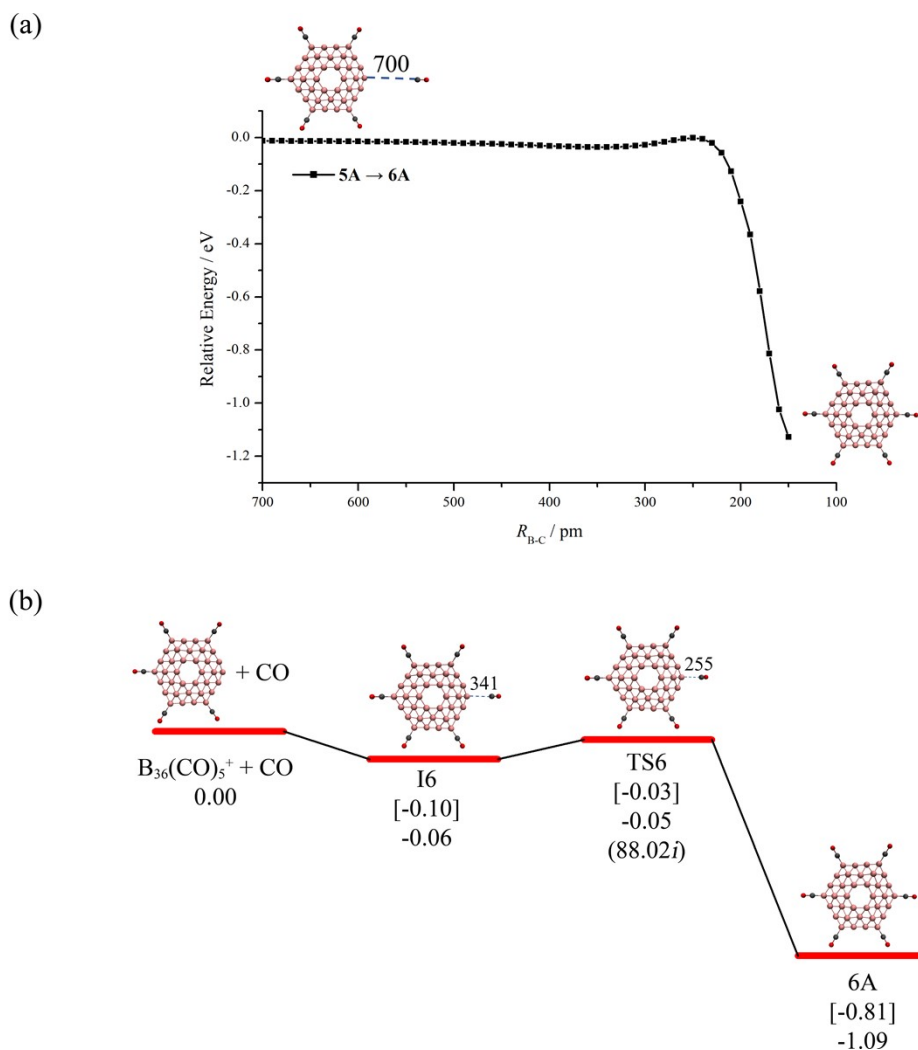 (a)
700
0.0
-0.2
-0.4
-0.6
-0.8
-1.0
-1.2
Relative Energy / eV
5A → 6A
700 600 500 400 300 200 100
R_B-C / pm
(b)
+ CO
341
255
B₃₆(CO)₅⁺ + CO
0.00
I6
[-0.10]
-0.06
TS6
[-0.03]
-0.05
(88.02i)
6A
[-0.81]
-1.09